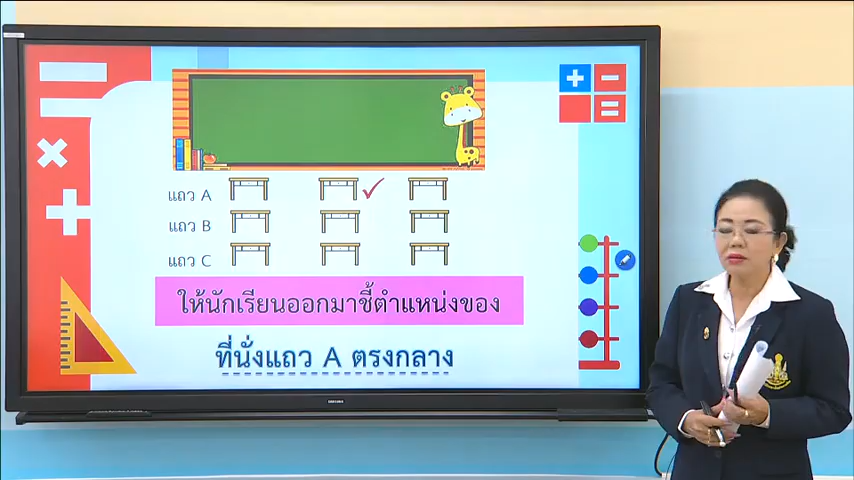 แถว A
แถว B
แถว C
ให้นักเรียนออกมาชี้ตำแหน่งของ
ที่นั่งแถว A ตรงกลาง
SAMSUNG